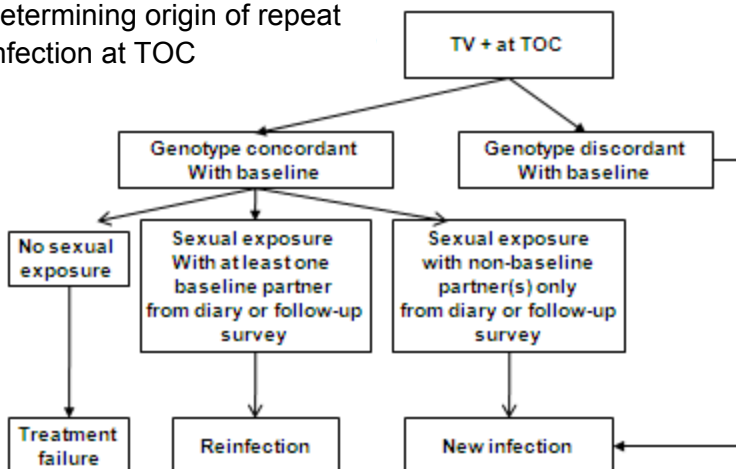 etermining origin of repeat
nfection at TOC
TV + at TOC
Genotype concordant
With baseline
Genotype discordant
With baseline
No sexual
exposure
Sexual exposure
With at least one
baseline partner
from diary or follow-up
survey
Sexual exposure
with non-baseline
partner(s) only
from diary or follow-up
survey
Treatment
failure
Reinfection
New infection